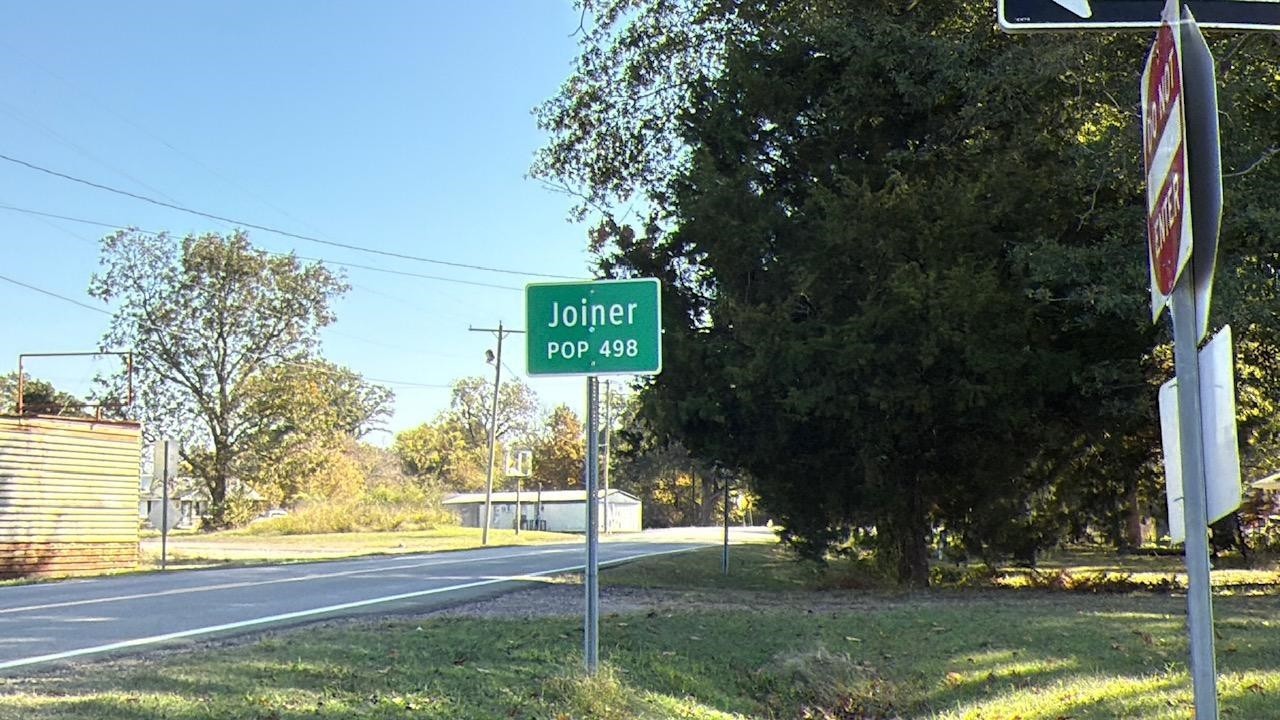 Joiner
POP 498
DO NOT
ENTER